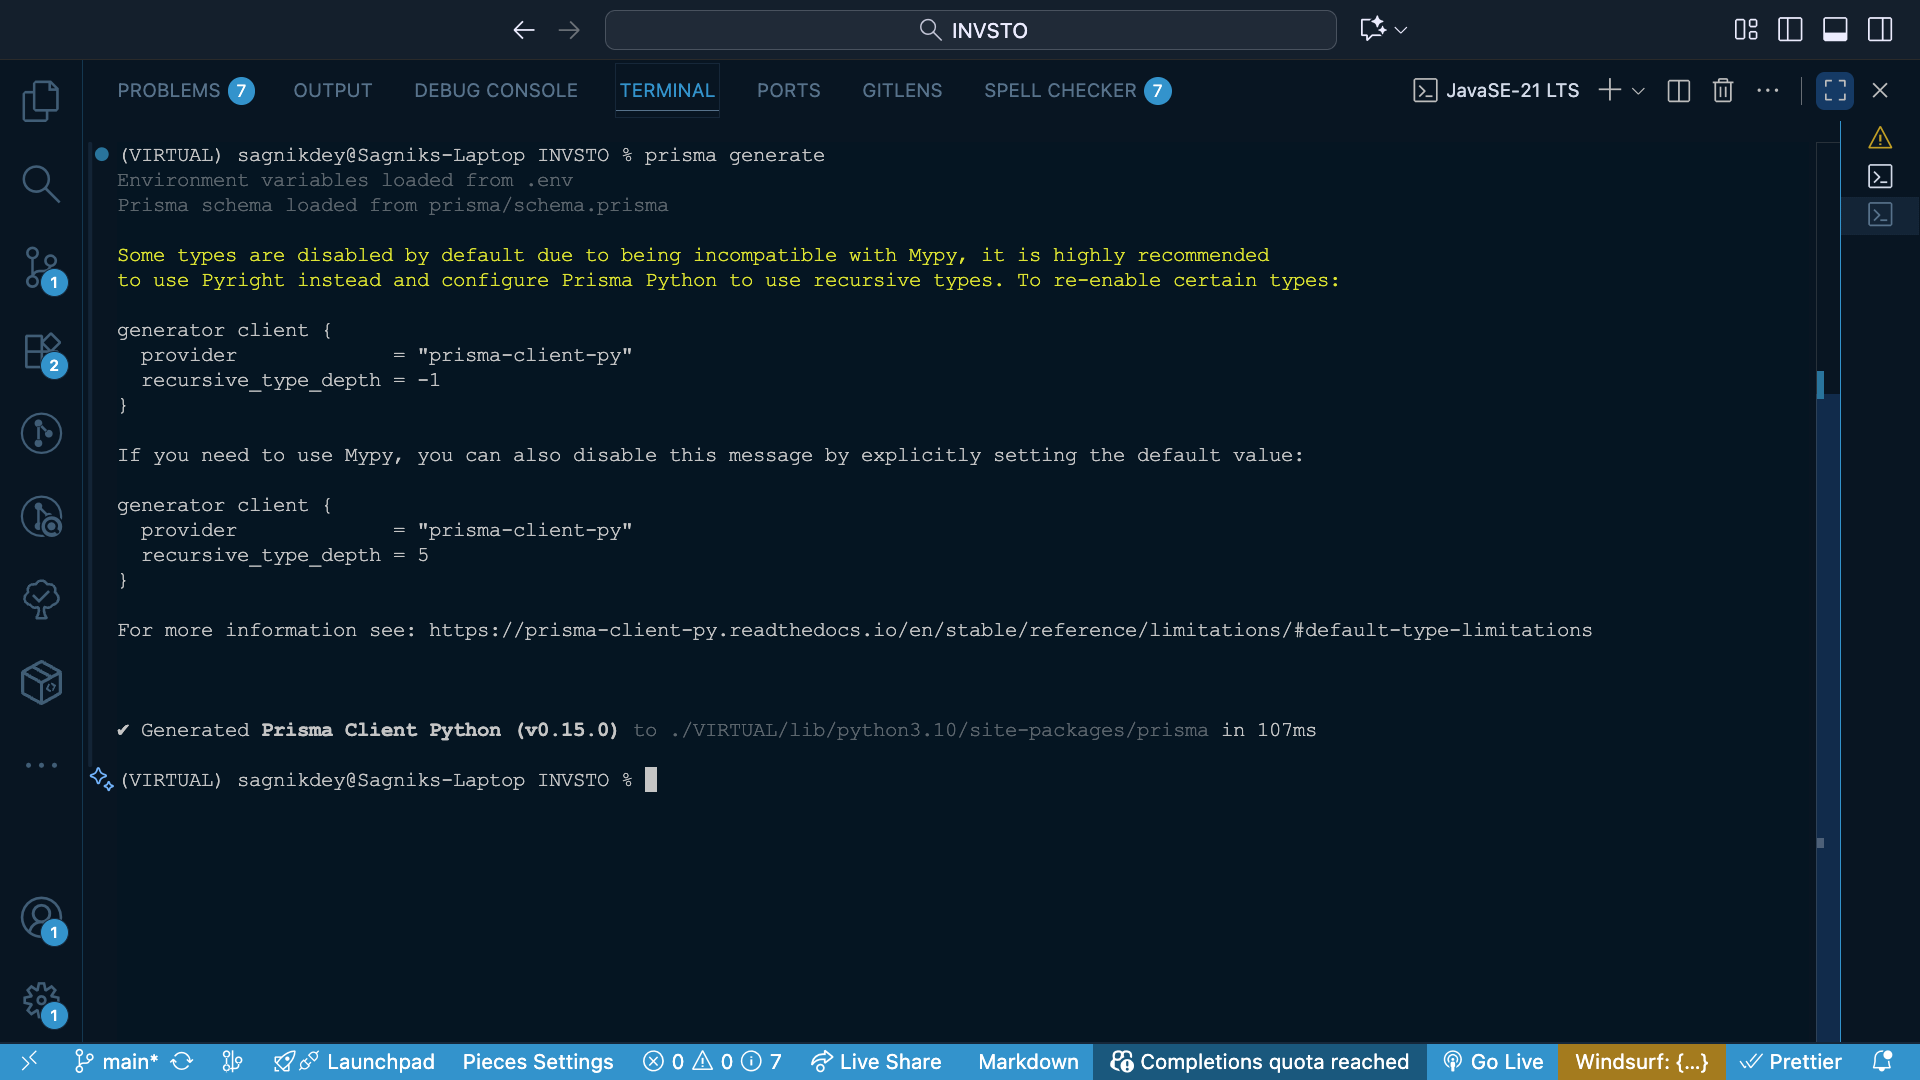 INVSTO
PROBLEMS 7 OUTPUT DEBUG CONSOLE TERMINAL PORTS GITLENS SPELL CHECKER 7 JavaSE-21 LTS
(VIRTUAL) sagnikdey@Sagniks-Laptop INVSTO % prisma generate
Environment variables loaded from .env
Prisma schema loaded from prisma/schema.prisma
Some types are disabled by default due to being incompatible with Mypy, it is highly recommended
to use Pyright instead and configure Prisma Python to use recursive types. To re-enable certain types:
generator client {
  provider             = "prisma-client-py"
  recursive_type_depth = -1
}
If you need to use Mypy, you can also disable this message by explicitly setting the default value:
generator client {
  provider             = "prisma-client-py"
  recursive_type_depth = 5
}
For more information see: https://prisma-client-py.readthedocs.io/en/stable/reference/limitations/#default-type-limitations
✔ Generated Prisma Client Python (v0.15.0) to ./VIRTUAL/lib/python3.10/site-packages/prisma in 107ms
(VIRTUAL) sagnikdey@Sagniks-Laptop INVSTO %
1
2
1
1
main* Launchpad Pieces Settings 0 0 7 Live Share Markdown Completions quota reached Go Live Windsurf: {...} Prettier